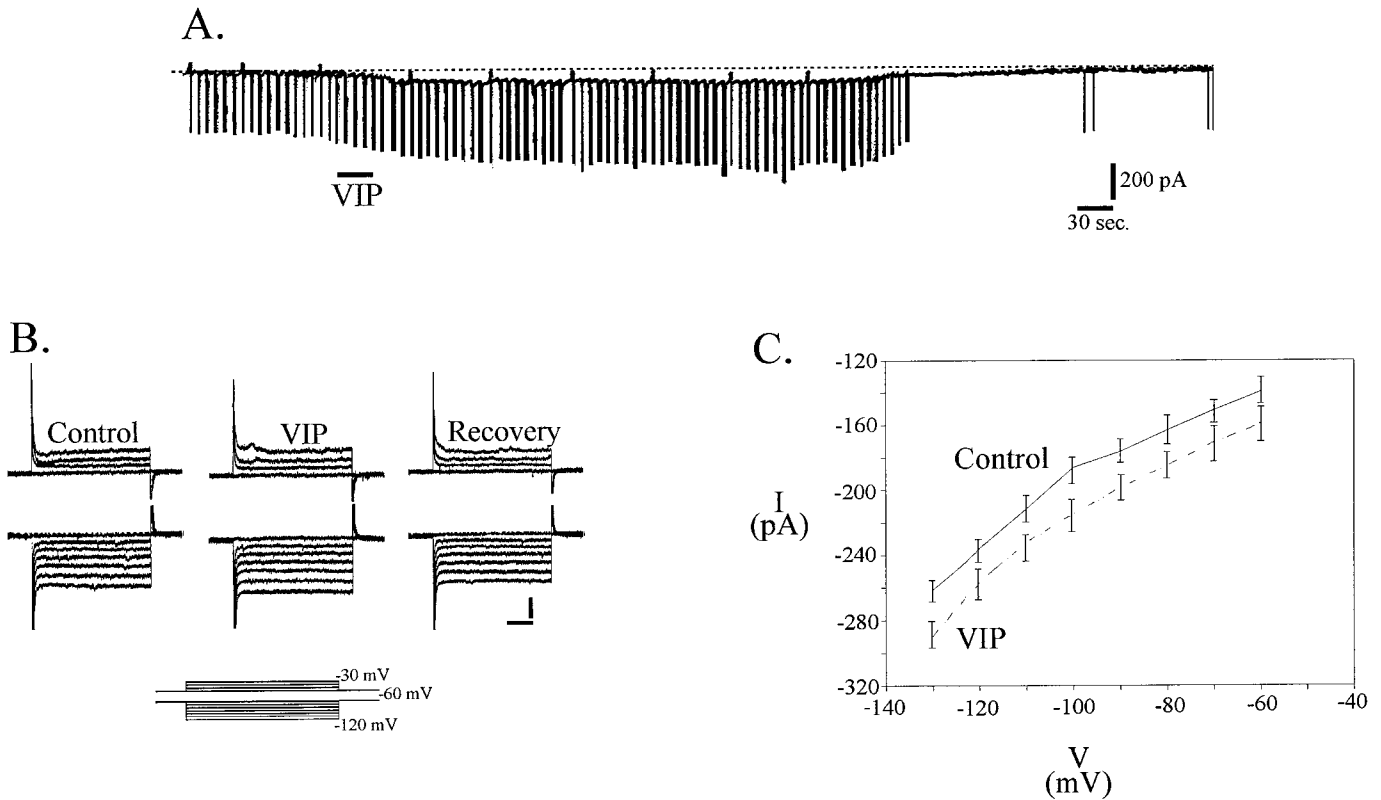 A.
VIP
200 pA
30 sec.
B.
Control
VIP
Recovery
-30 mV
-60 mV
-120 mV
C.
-120
-160
-200
-240
-280
-320
I
(pA)
Control
VIP
-140
-120
-100
-80
-60
-40
V
(mV)